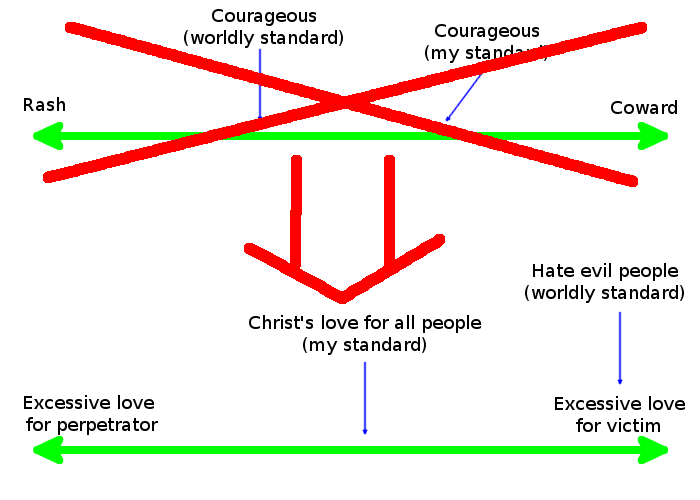 Courageous
(worldly standard)
Courageous
(my standard)
Rash
Coward
Hate evil people
(worldly standard)
Christ's love for all people
(my standard)
Excessive love
for perpetrator
Excessive love
for victim